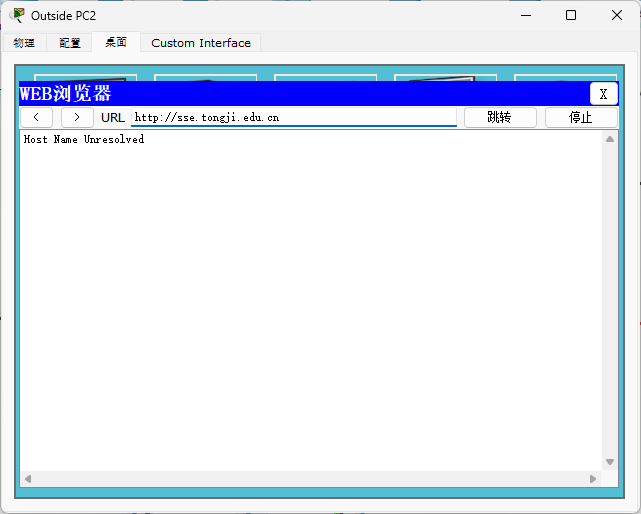 Outside PC2
物理 配置 桌面 Custom Interface
WEB浏览器 X
< > URL http://sse.tongji.edu.cn 跳转 停止
Host Name Unresolved